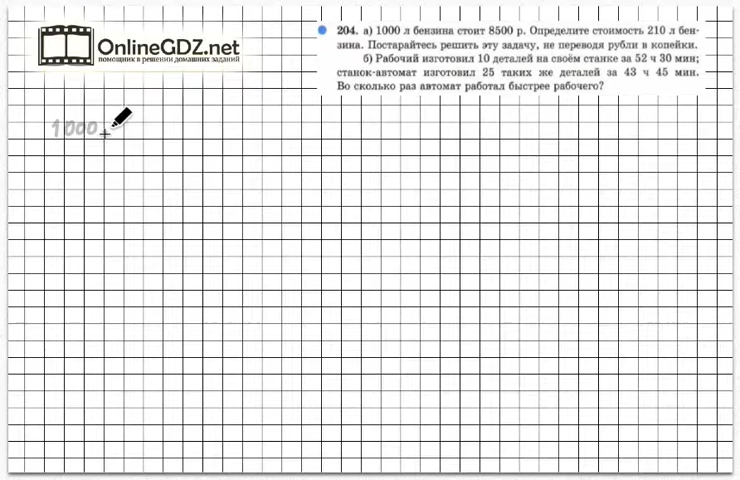 OnlineGDZ.net
помощник в решении домашних заданий
204. а) 1000 л бензина стоит 8500 р. Определите стоимость 210 л бен-
зина. Постарайтесь решить эту задачу, не переводя рубли в копейки.
б) Рабочий изготовил 10 деталей на своём станке за 52 ч 30 мин;
станок-автомат изготовил 25 таких же деталей за 43 ч 45 мин.
Во сколько раз автомат работал быстрее рабочего?
1000